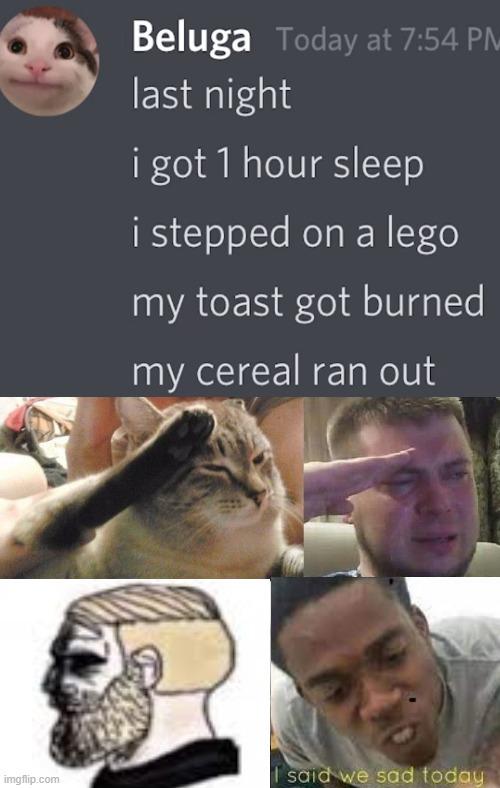 Beluga Today at 7:54 PM
last night
i got 1 hour sleep
i stepped on a lego
my toast got burned
my cereal ran out
I said we sad today
imgflip.com